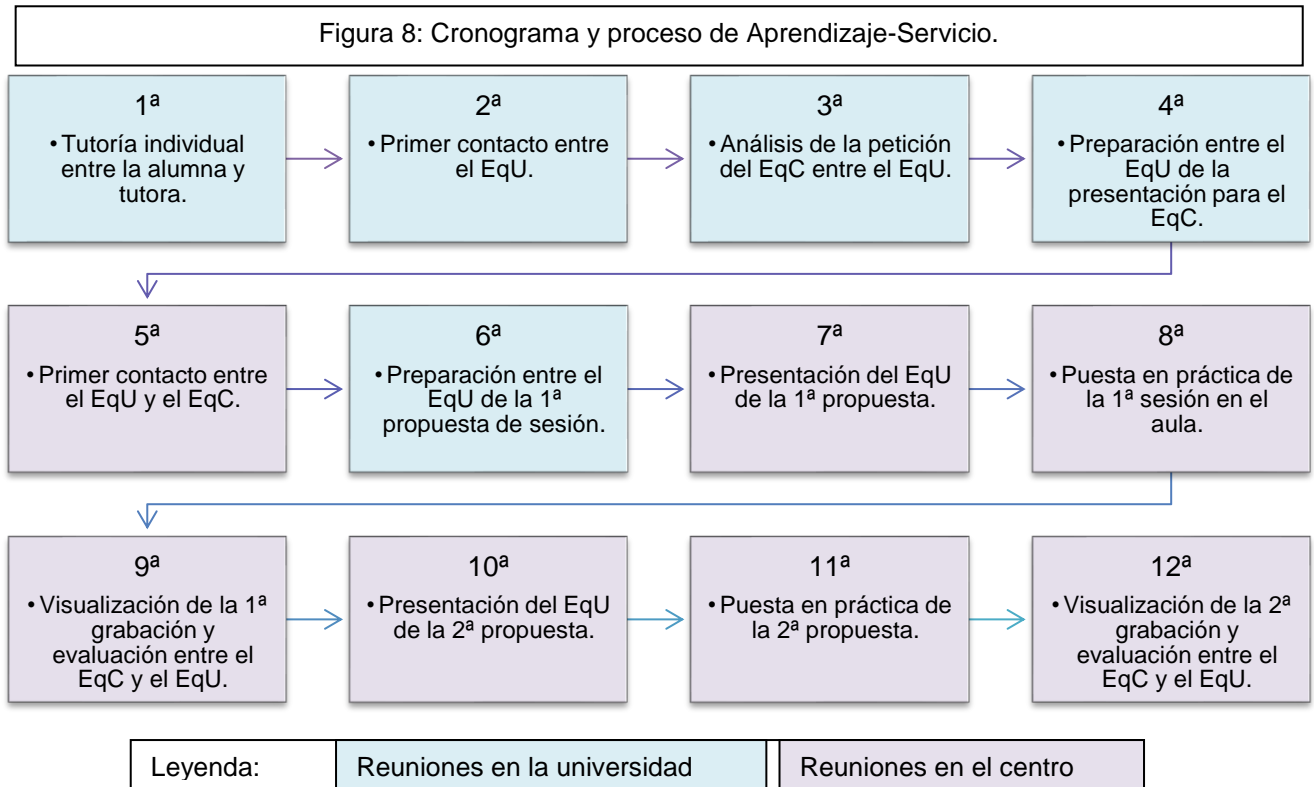 Figura 8: Cronograma y proceso de Aprendizaje-Servicio.
1ª
• Tutoría individual
entre la alumna y
tutora.
2ª
• Primer contacto entre
el EqU.
3ª
• Análisis de la petición
del EqC entre el EqU.
4ª
• Preparación entre el
EqU de la
presentación para el
EqC.
5ª
• Primer contacto entre
el EqU y el EqC.
6ª
• Preparación entre el
EqU de la 1ª
propuesta de sesión.
7ª
• Presentación del EqU
de la 1ª propuesta.
8ª
• Puesta en práctica de
la 1ª sesión en el
aula.
9ª
• Visualización de la 1ª
grabación y
evaluación entre el
EqC y el EqU.
10ª
• Presentación del EqU
de la 2ª propuesta.
11ª
• Puesta en práctica de
la 2ª propuesta.
12ª
• Visualización de la 2ª
grabación y
evaluación entre el
EqC y el EqU.
Leyenda: Reuniones en la universidad Reuniones en el centro